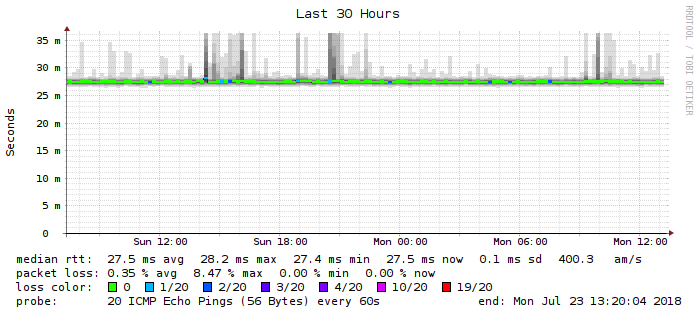 Last 30 Hours
RRDTOOL / TOBI OETIKER
Seconds
35 m
30 m
25 m
20 m
15 m
10 m
5 m
0
Sun 12:00 Sun 18:00 Mon 00:00 Mon 06:00 Mon 12:00
median rtt: 27.5 ms avg 28.2 ms max 27.4 ms min 27.5 ms now 0.1 ms sd 400.3 am/s
packet loss: 0.35 % avg 8.47 % max 0.00 % min 0.00 % now
loss color: 0 1/20 2/20 3/20 4/20 10/20 19/20
probe: 20 ICMP Echo Pings (56 Bytes) every 60s end: Mon Jul 23 13:20:04 2018